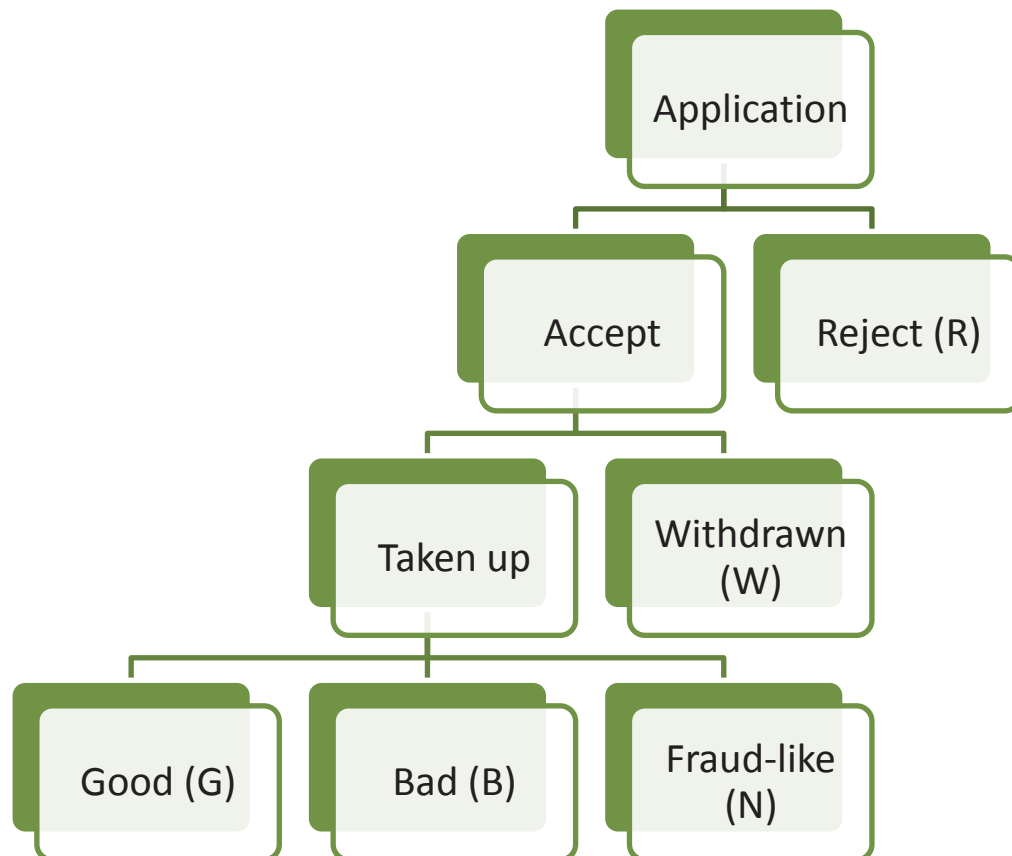 Application
Accept
Reject (R)
Taken up
Withdrawn
(W)
Good (G)
Bad (B)
Fraud-like
(N)